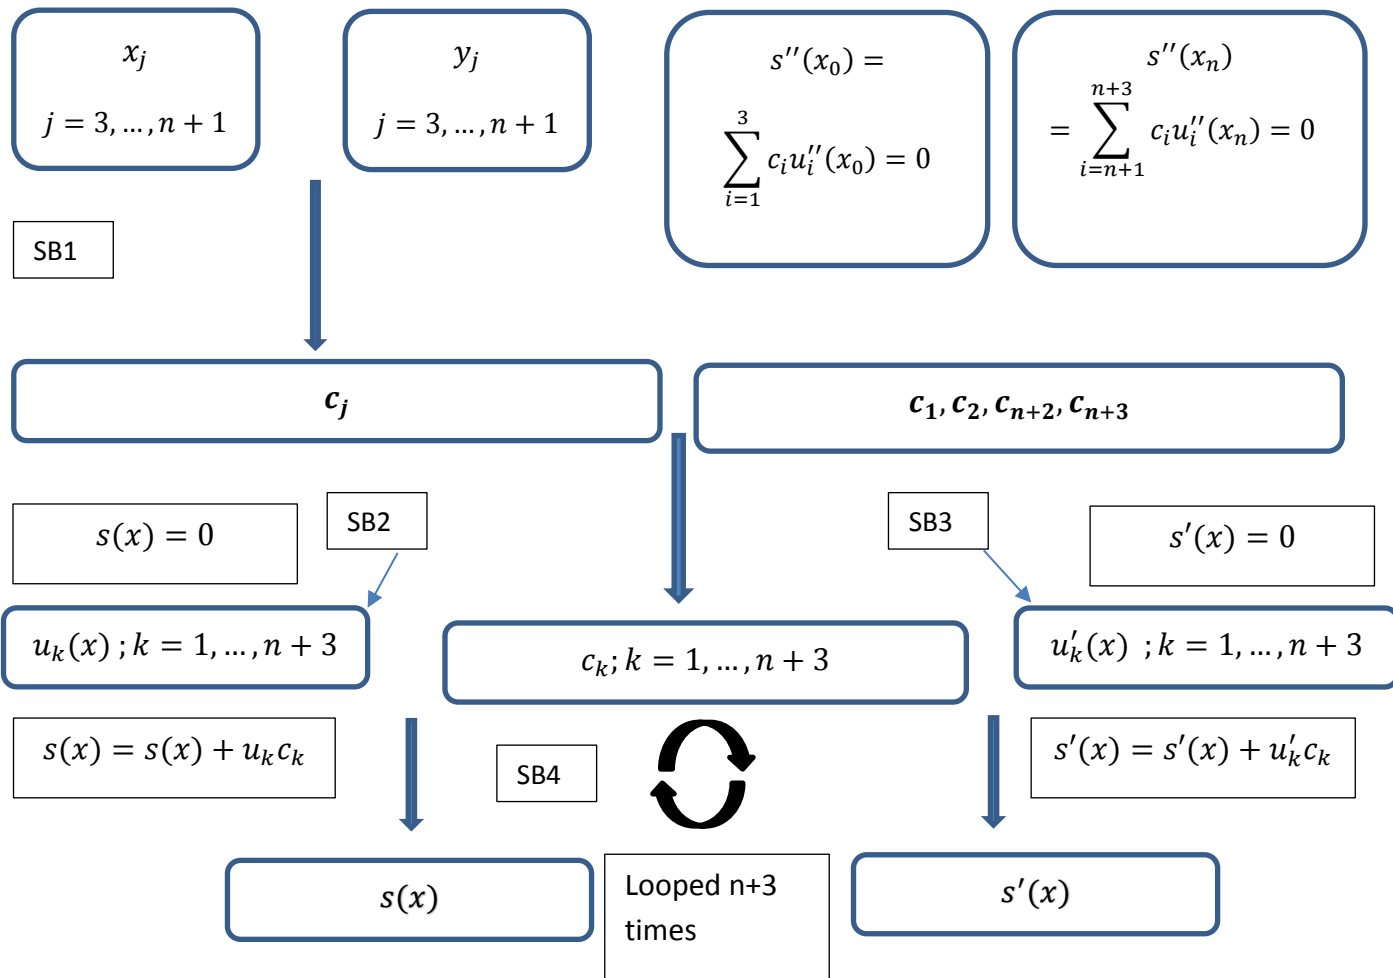 x_j
j = 3, … , n + 1
y_j
j = 3, … , n + 1
s′′(x_0) =
∑_{i=1}^{3} c_i u_i′′(x_0) = 0
s′′(x_n)
= ∑_{i=n+1}^{n+3} c_i u_i′′(x_n) = 0
SB1
c_j
c_1, c_2, c_{n+2}, c_{n+3}
s(x) = 0
SB2
SB3
s′(x) = 0
u_k(x) ; k = 1, … , n + 3
c_k; k = 1, … , n + 3
u_k′(x) ; k = 1, … , n + 3
s(x) = s(x) + u_k c_k
SB4
s′(x) = s′(x) + u_k′ c_k
s(x)
Looped n+3
times
s′(x)